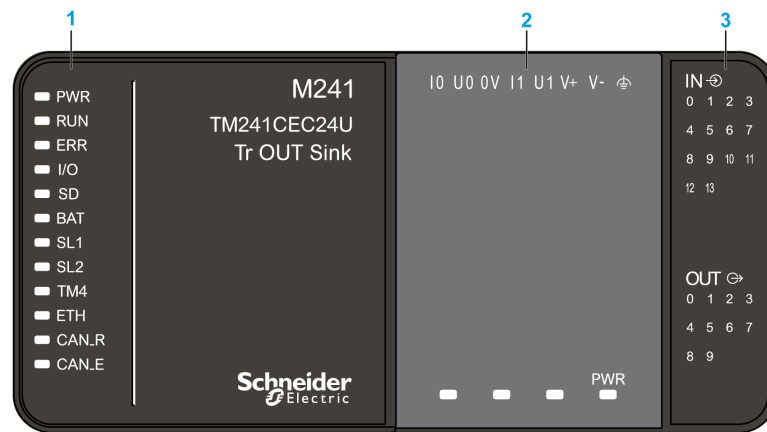 1
2
3
PWR
RUN
ERR
I/O
SD
BAT
SL1
SL2
TM4
ETH
CAN_R
CAN_E
M241
TM241CEC24U
Tr OUT Sink
Schneider
Electric
I0 U0 0V I1 U1 V+ V-
PWR
IN
0 1 2 3
4 5 6 7
8 9 10 11
12 13
OUT
0 1 2 3
4 5 6 7
8 9